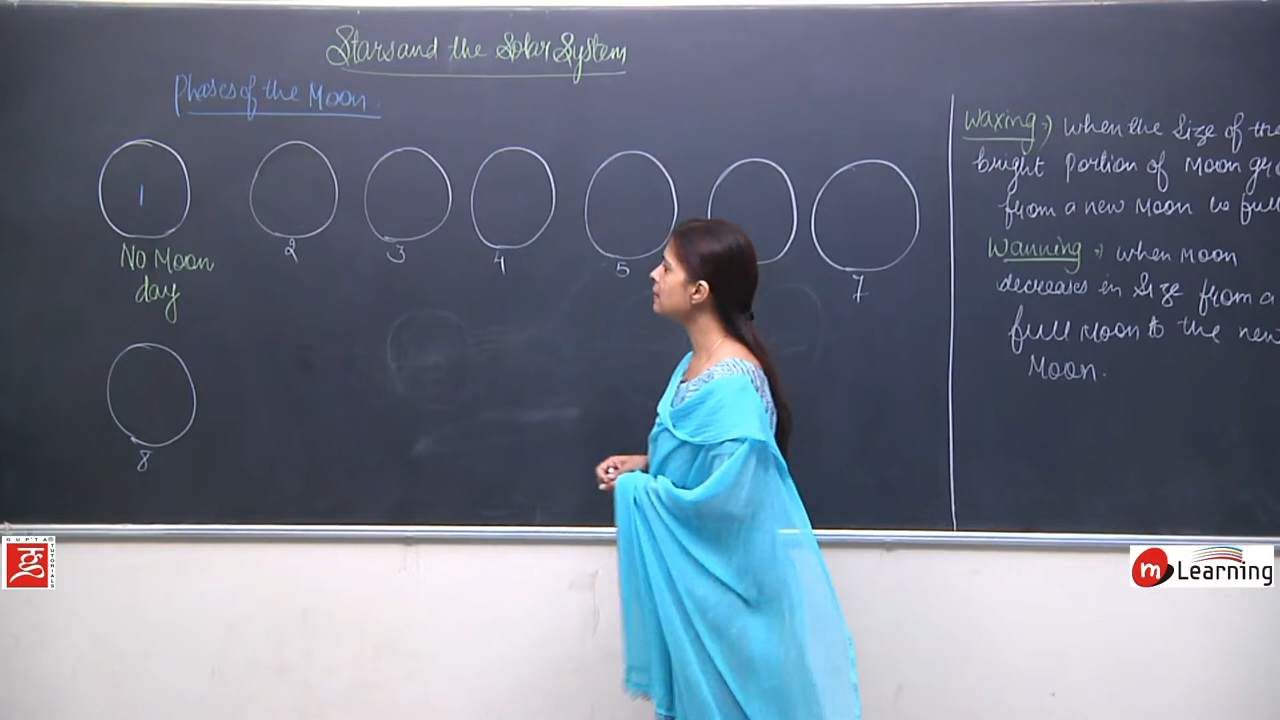 Stars and the Solar System
Phases of the Moon.
1
2
3
4
5
7
No Moon
day
8
Waxing :) When the Size of the
bright Portion of Moon
from a new Moon to full
Wanning :) when Moon
decreases in Size from a
full Moon to the new
Moon.
GUPTA
TUTORIALS
m Learning